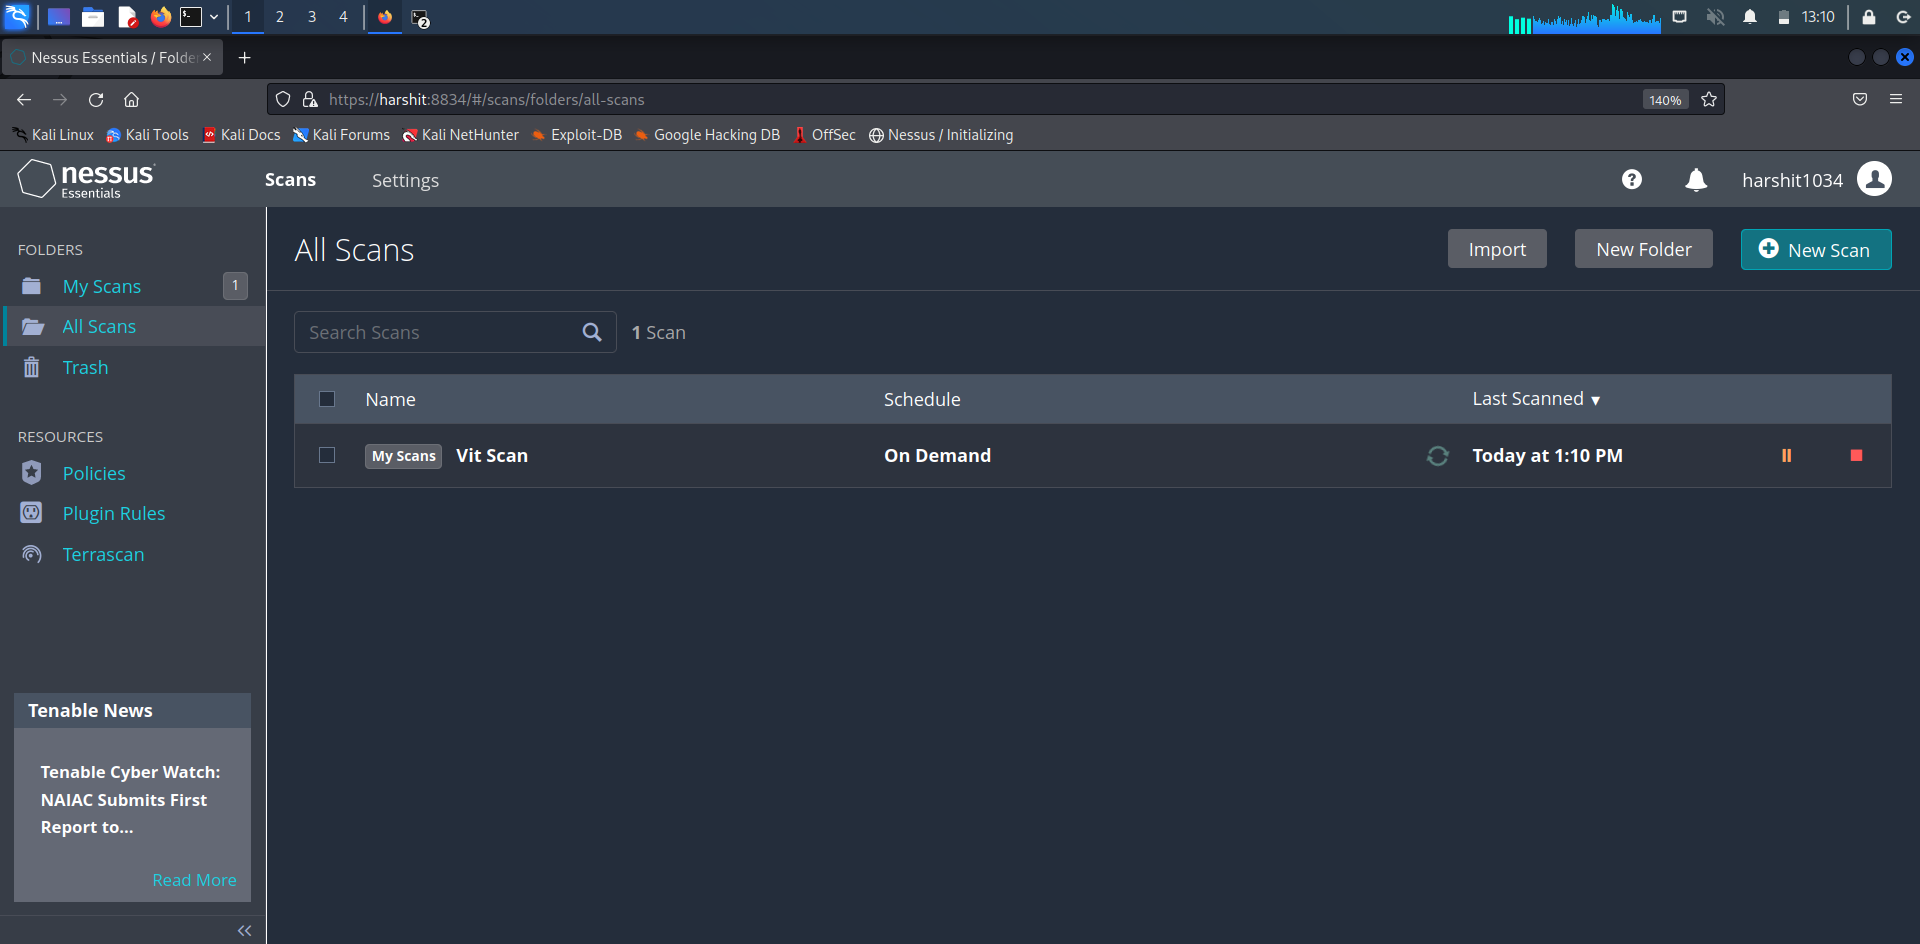 1 2 3 4 2 13:10
Nessus Essentials / Folde
https://harshit:8834/#/scans/folders/all-scans 140%
Kali Linux Kali Tools Kali Docs Kali Forums Kali NetHunter Exploit-DB Google Hacking DB OffSec Nessus / Initializing
nessus
Essentials
Scans Settings harshit1034
FOLDERS
My Scans 1
All Scans
Trash
RESOURCES
Policies
Plugin Rules
Terrascan
Tenable News
Tenable Cyber Watch:
NAIAC Submits First
Report to...
Read More
All Scans Import New Folder New Scan
Search Scans 1 Scan
Name Schedule Last Scanned
My Scans Vit Scan On Demand Today at 1:10 PM